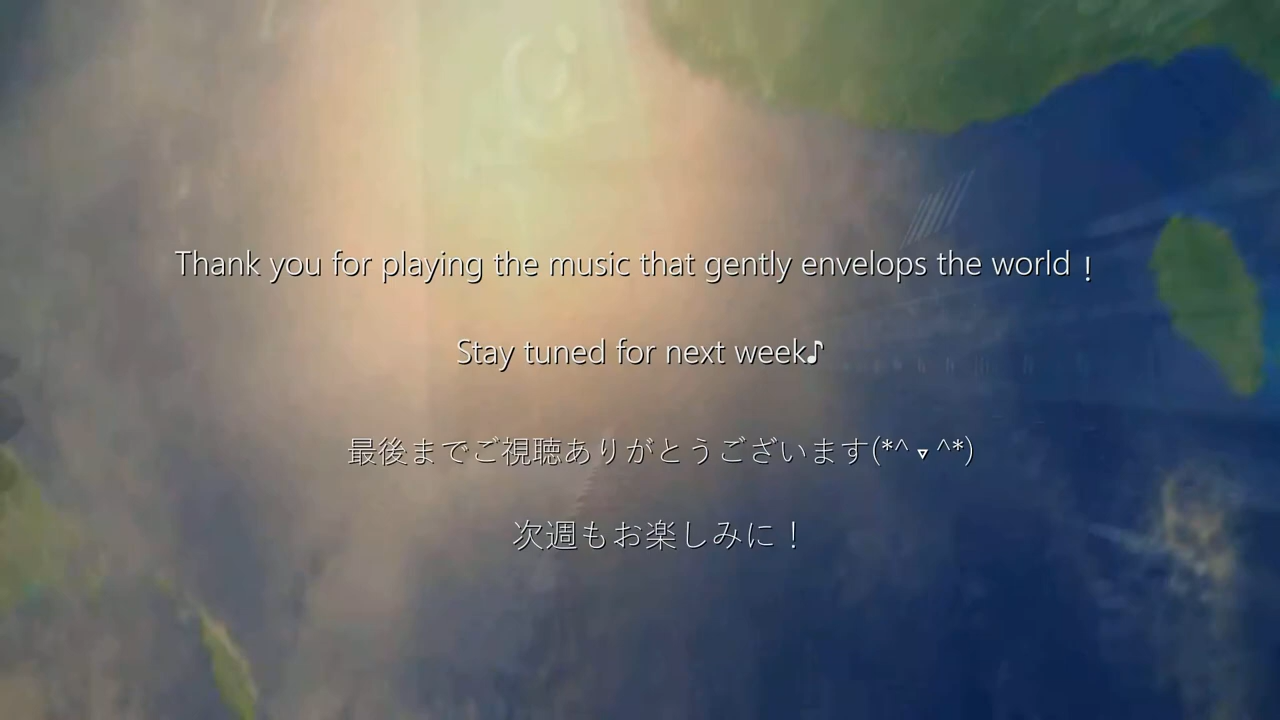 Thank you for playing the music that gently envelops the world！
Stay tuned for next week♪
最後までご視聴ありがとうございます(*^▿^*)
次週もお楽しみに！